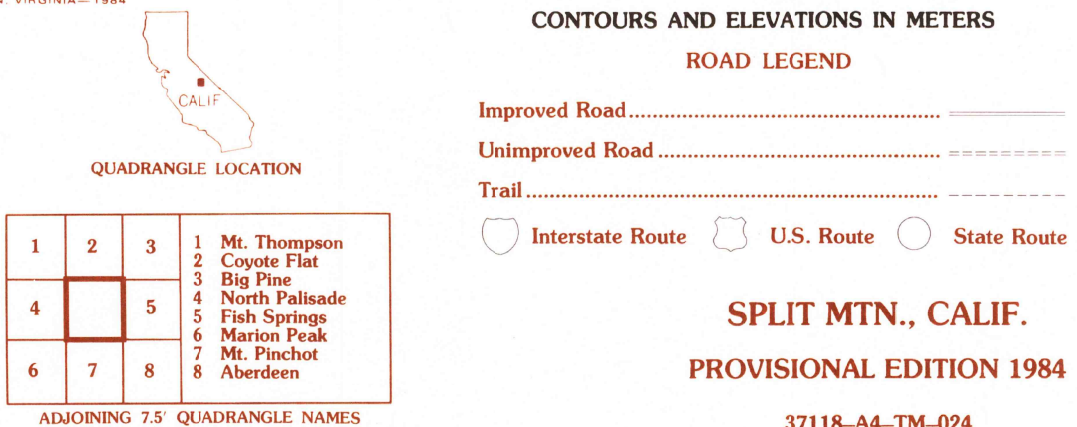 VIRGINIA—1984
CALIF
QUADRANGLE LOCATION
1 2 3
4 5
6 7 8
1 Mt. Thompson
2 Coyote Flat
3 Big Pine
4 North Palisade
5 Fish Springs
6 Marion Peak
7 Mt. Pinchot
8 Aberdeen
ADJOINING 7.5′ QUADRANGLE NAMES
CONTOURS AND ELEVATIONS IN METERS
ROAD LEGEND
Improved Road
Unimproved Road
Trail
Interstate Route U.S. Route State Route
SPLIT MTN., CALIF.
PROVISIONAL EDITION 1984
37118–A4–TM–024